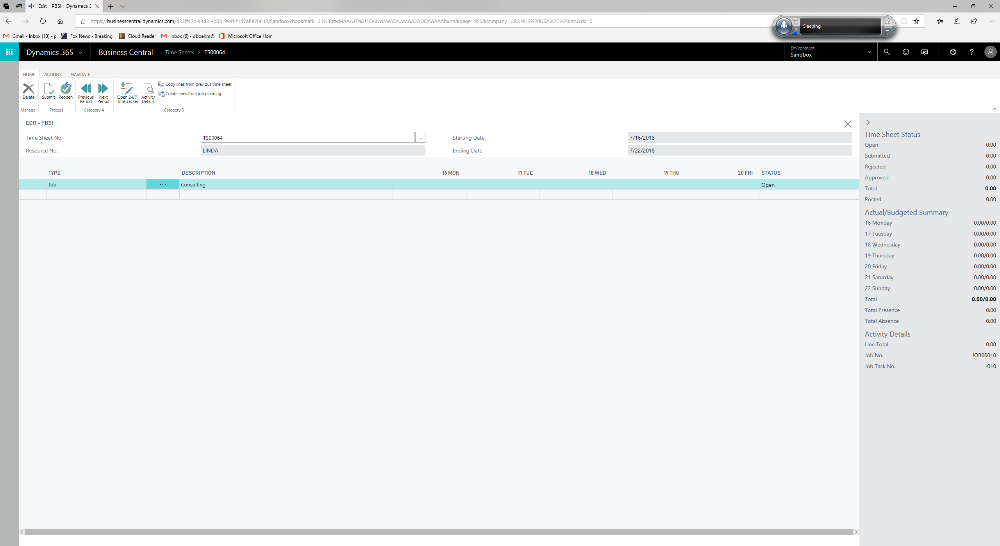 Edit - PBSI - Dynamics 3
https://businesscentral.dynamics.com/d23ff47c-93d3-4d30-994f-f1d7abe70643/Sandbox?bookmark=31%3btwMAAAJ7%2f1QAUwAwADAAMAA2ADQAAAAAhxAn&page=950&company=CRONUS%20USA%2C%20Inc.&dc=0
Sleeping
Gmail - Inbox (13) - p Fox News - Breaking Cloud Reader Inbox (6) - dboehm@ Microsoft Office Hom
Dynamics 365 Business Central Time Sheets > TS00064 Environment
Sandbox
HOME ACTIONS NAVIGATE
Delete Submit Reopen Previous Period Next Period Open 24/7 TimeTracker Activity Details
Copy lines from previous time sheet
Create lines from job planning
Manage Process Category 4 Category 5
EDIT - PBSI
Time Sheet No TS00064 ... Starting Date 7/16/2018
Resource No. LINDA Ending Date 7/22/2018
TYPE DESCRIPTION 16 MON 17 TUE 18 WED 19 THU 20 FRI STATUS
Job ... Consulting Open
Time Sheet Status
Open 0.00
Submitted 0.00
Rejected 0.00
Approved 0.00
Total 0.00
Posted 0.00
Actual/Budgeted Summary
16 Monday 0.00/0.00
17 Tuesday 0.00/0.00
18 Wednesday 0.00/0.00
19 Thursday 0.00/0.00
20 Friday 0.00/0.00
21 Saturday 0.00/0.00
22 Sunday 0.00/0.00
Total 0.00/0.00
Total Presence 0.00
Total Absence 0.00
Activity Details
Line Total 0.00
Job No. JOB00010
Job Task No. 1010